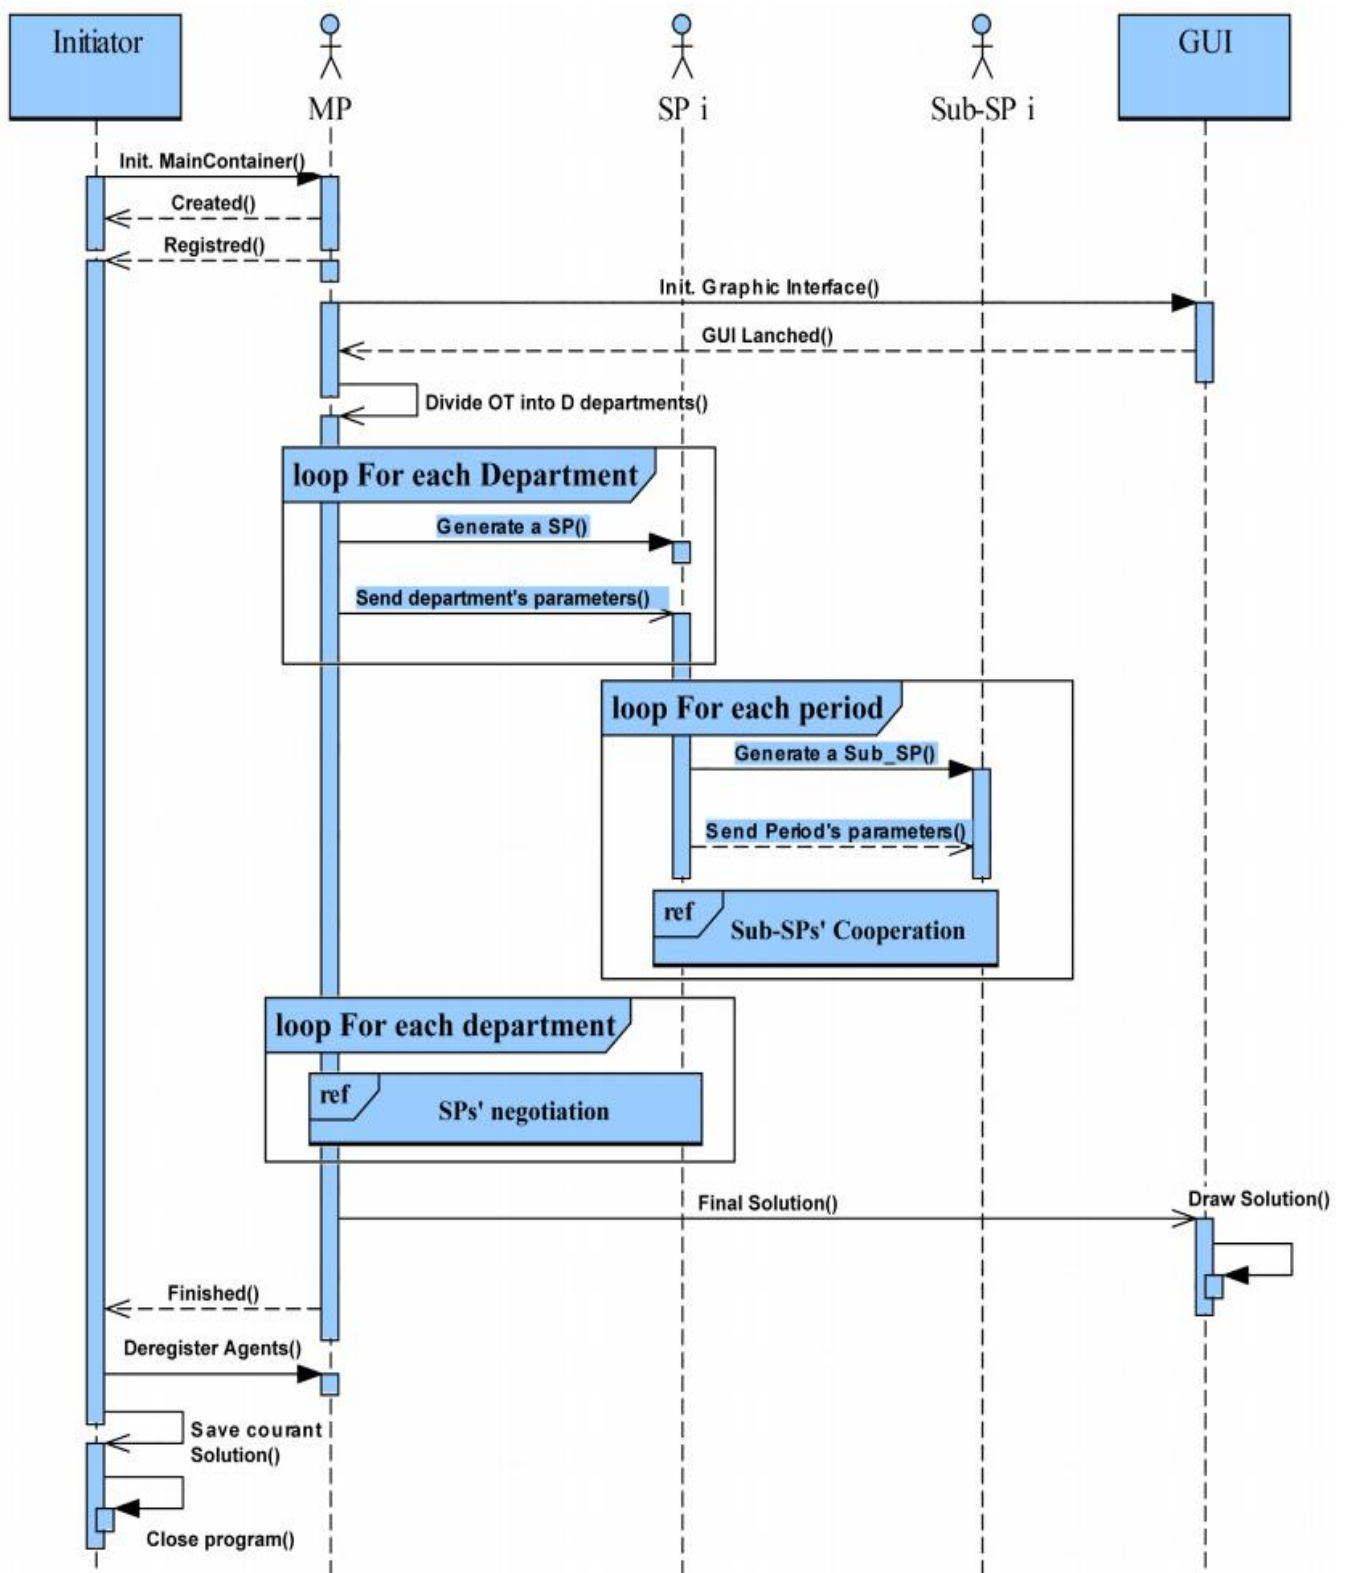 Initiator
MP
SP i
Sub-SP i
GUI
Init. MainContainer()
Created()
Registred()
Init. Graphic Interface()
GUI Lanched()
Divide OT into D departments()
loop For each Department
Generate a SP()
Send department's parameters()
loop For each period
Generate a Sub_SP()
Send Period's parameters()
ref
Sub-SPs' Cooperation
loop For each department
ref
SPs' negotiation
Final Solution()
Draw Solution()
Finished()
Deregister Agents()
Save courant
Solution()
Close program()